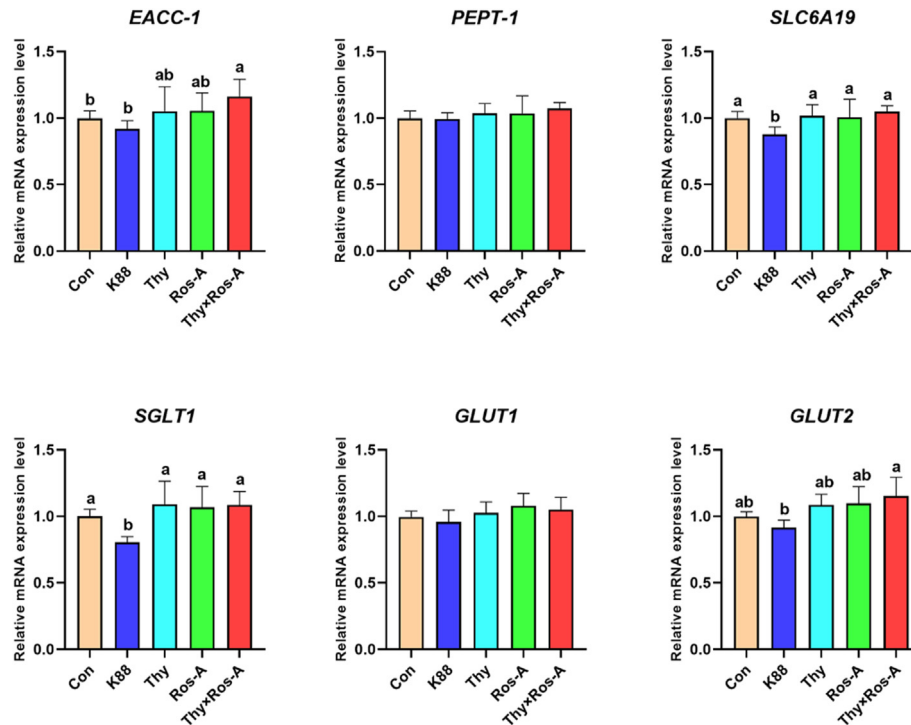 EACC-1
Relative mRNA expression level
1.5
1.0
0.5
0.0
b
b
ab
ab
a
Con
K88
Thy
Ros-A
Thy×Ros-A
PEPT-1
Relative mRNA expression level
1.5
1.0
0.5
0.0
Con
K88
Thy
Ros-A
Thy×Ros-A
SLC6A19
Relative mRNA expression level
1.5
1.0
0.5
0.0
a
b
a
a
a
Con
K88
Thy
Ros-A
Thy×Ros-A
SGLT1
Relative mRNA expression level
1.5
1.0
0.5
0.0
a
b
a
a
a
Con
K88
Thy
Ros-A
Thy×Ros-A
GLUT1
Relative mRNA expression level
1.5
1.0
0.5
0.0
Con
K88
Thy
Ros-A
Thy×Ros-A
GLUT2
Relative mRNA expression level
1.5
1.0
0.5
0.0
ab
b
ab
ab
a
Con
K88
Thy
Ros-A
Thy×Ros-A